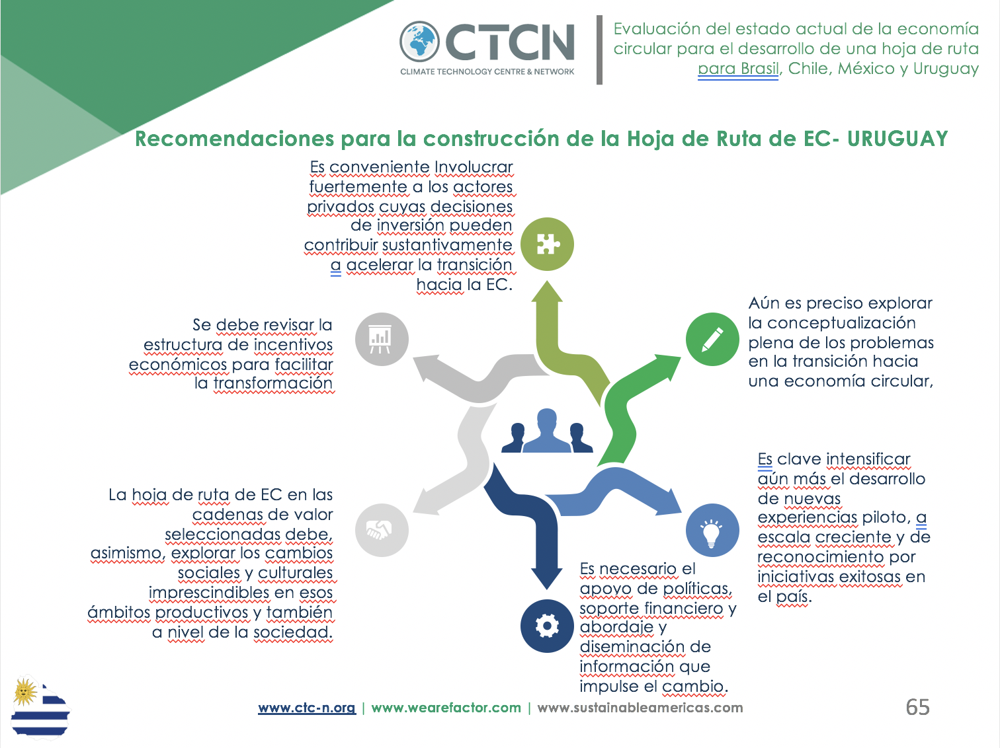 CTCN
CLIMATE TECHNOLOGY CENTRE & NETWORK
Evaluación del estado actual de la economía
circular para el desarrollo de una hoja de ruta
para Brasil, Chile, México y Uruguay
Recomendaciones para la construcción de la Hoja de Ruta de EC- URUGUAY
Es conveniente Involucrar
fuertemente a los actores
privados cuyas decisiones
de inversión pueden
contribuir sustantivamente
a acelerar la transición
hacia la EC.
Aún es preciso explorar
la conceptualización
plena de los problemas
en la transición hacia
una economía circular,
Se debe revisar la
estructura de incentivos
económicos para facilitar
la transformación
Es clave intensificar
aún más el desarrollo
de nuevas
experiencias piloto, a
escala creciente y de
reconocimiento por
iniciativas exitosas en
el país.
La hoja de ruta de EC en las
cadenas de valor
seleccionadas debe,
asimismo, explorar los cambios
sociales y culturales
imprescindibles en esos
ámbitos productivos y también
a nivel de la sociedad.
Es necesario el
apoyo de políticas,
soporte financiero y
abordaje y
diseminación de
información que
impulse el cambio.
www.ctc-n.org | www.wearefactor.com | www.sustainableamericas.com
65